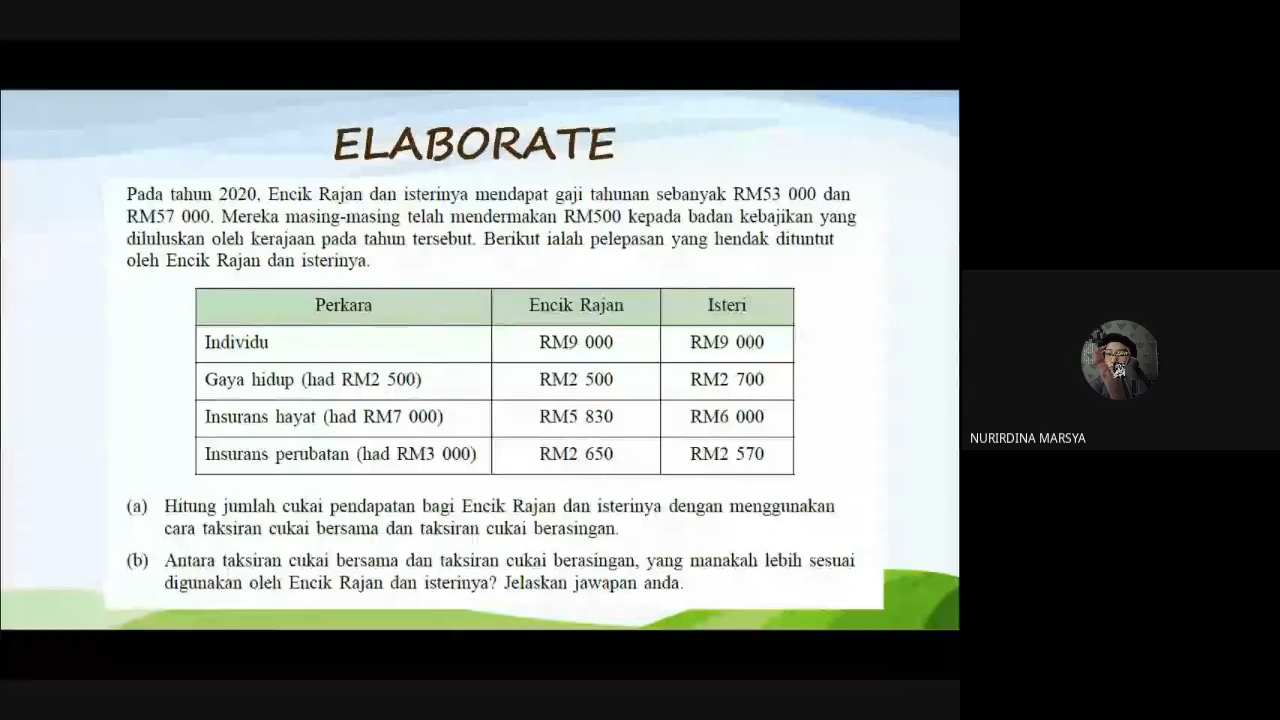 ELABORATE
Pada tahun 2020, Encik Rajan dan isterinya mendapat gaji tahunan sebanyak RM53 000 dan
RM57 000. Mereka masing-masing telah mendermakan RM500 kepada badan kebajikan yang
diluluskan oleh kerajaan pada tahun tersebut. Berikut ialah pelepasan yang hendak dituntut
oleh Encik Rajan dan isterinya.
Perkara Encik Rajan Isteri
Individu RM9 000 RM9 000
Gaya hidup (had RM2 500) RM2 500 RM2 700
Insurans hayat (had RM7 000) RM5 830 RM6 000
Insurans perubatan (had RM3 000) RM2 650 RM2 570
(a) Hitung jumlah cukai pendapatan bagi Encik Rajan dan isterinya dengan menggunakan
cara taksiran cukai bersama dan taksiran cukai berasingan.
(b) Antara taksiran cukai bersama dan taksiran cukai berasingan, yang manakah lebih sesuai
digunakan oleh Encik Rajan dan isterinya? Jelaskan jawapan anda.
NURIRDINA MARSYA